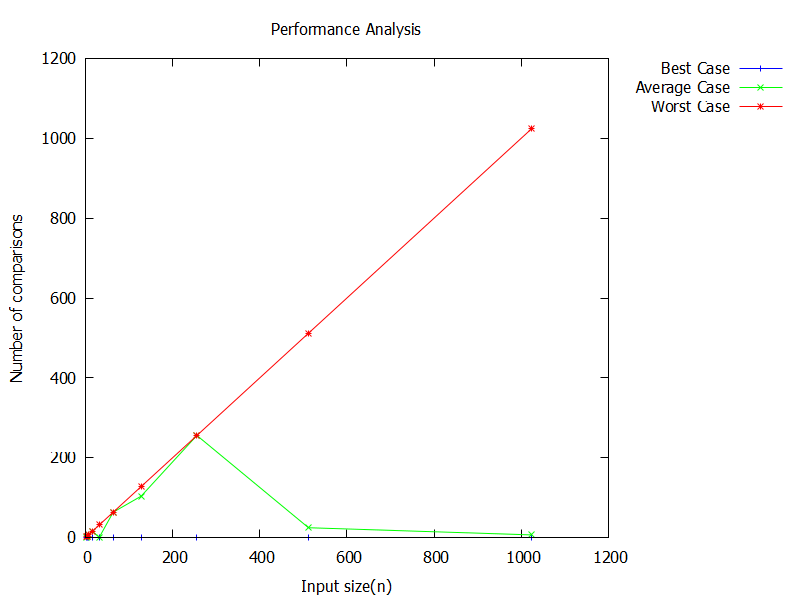 Performance Analysis
Best Case
Average Case
Worst Case
1200
1000
800
600
400
200
0
Number of comparisons
0 200 400 600 800 1000 1200
Input size(n)